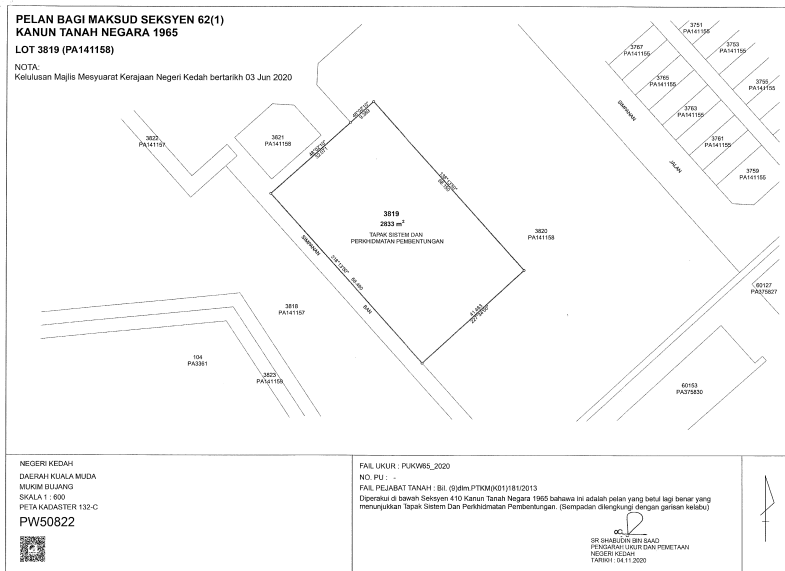 PELAN BAGI MAKSUD SEKSYEN 62(1)
KANUN TANAH NEGARA 1965
LOT 3819 (PA141158)
NOTA:
Kelulusan Majlis Mesyuarat Kerajaan Negeri Kedah bertarikh 03 Jun 2020
3751
PA141155
3767
PA141155
3753
PA141155
3765
PA141155
3755
PA141155
3763
PA141155
3761
PA141155
3759
PA141155
SIMPANAN
JALAN
3822
PA141157
3821
PA141158
3819
2833 m²
TAPAK SISTEM DAN
PERKHIDMATAN PEMBENTUNGAN
3820
PA141158
SIMPANAN
BAN
3818
PA141157
104
PA3361
3823
PA141159
60127
PA375827
60153
PA375830
NEGERI KEDAH
DAERAH KUALA MUDA
MUKIM BUJANG
SKALA 1 : 600
PETA KADASTER 132-C
PW50822
FAIL UKUR : PUKW65_2020
NO. PU : -
FAIL PEJABAT TANAH : Bil. (9)dlm.PTKM(K01)181/2013
Diperakui di bawah Seksyen 410 Kanun Tanah Negara 1965 bahawa ini adalah pelan yang betul lagi benar yang
menunjukkan Tapak Sistem Dan Perkhidmatan Pembentungan. (Sempadan dilengkungi dengan garisan kelabu)
SR SHABUDIN BIN SAAD
PENGARAH UKUR DAN PEMETAAN
NEGERI KEDAH
TARIKH : 04.11.2020